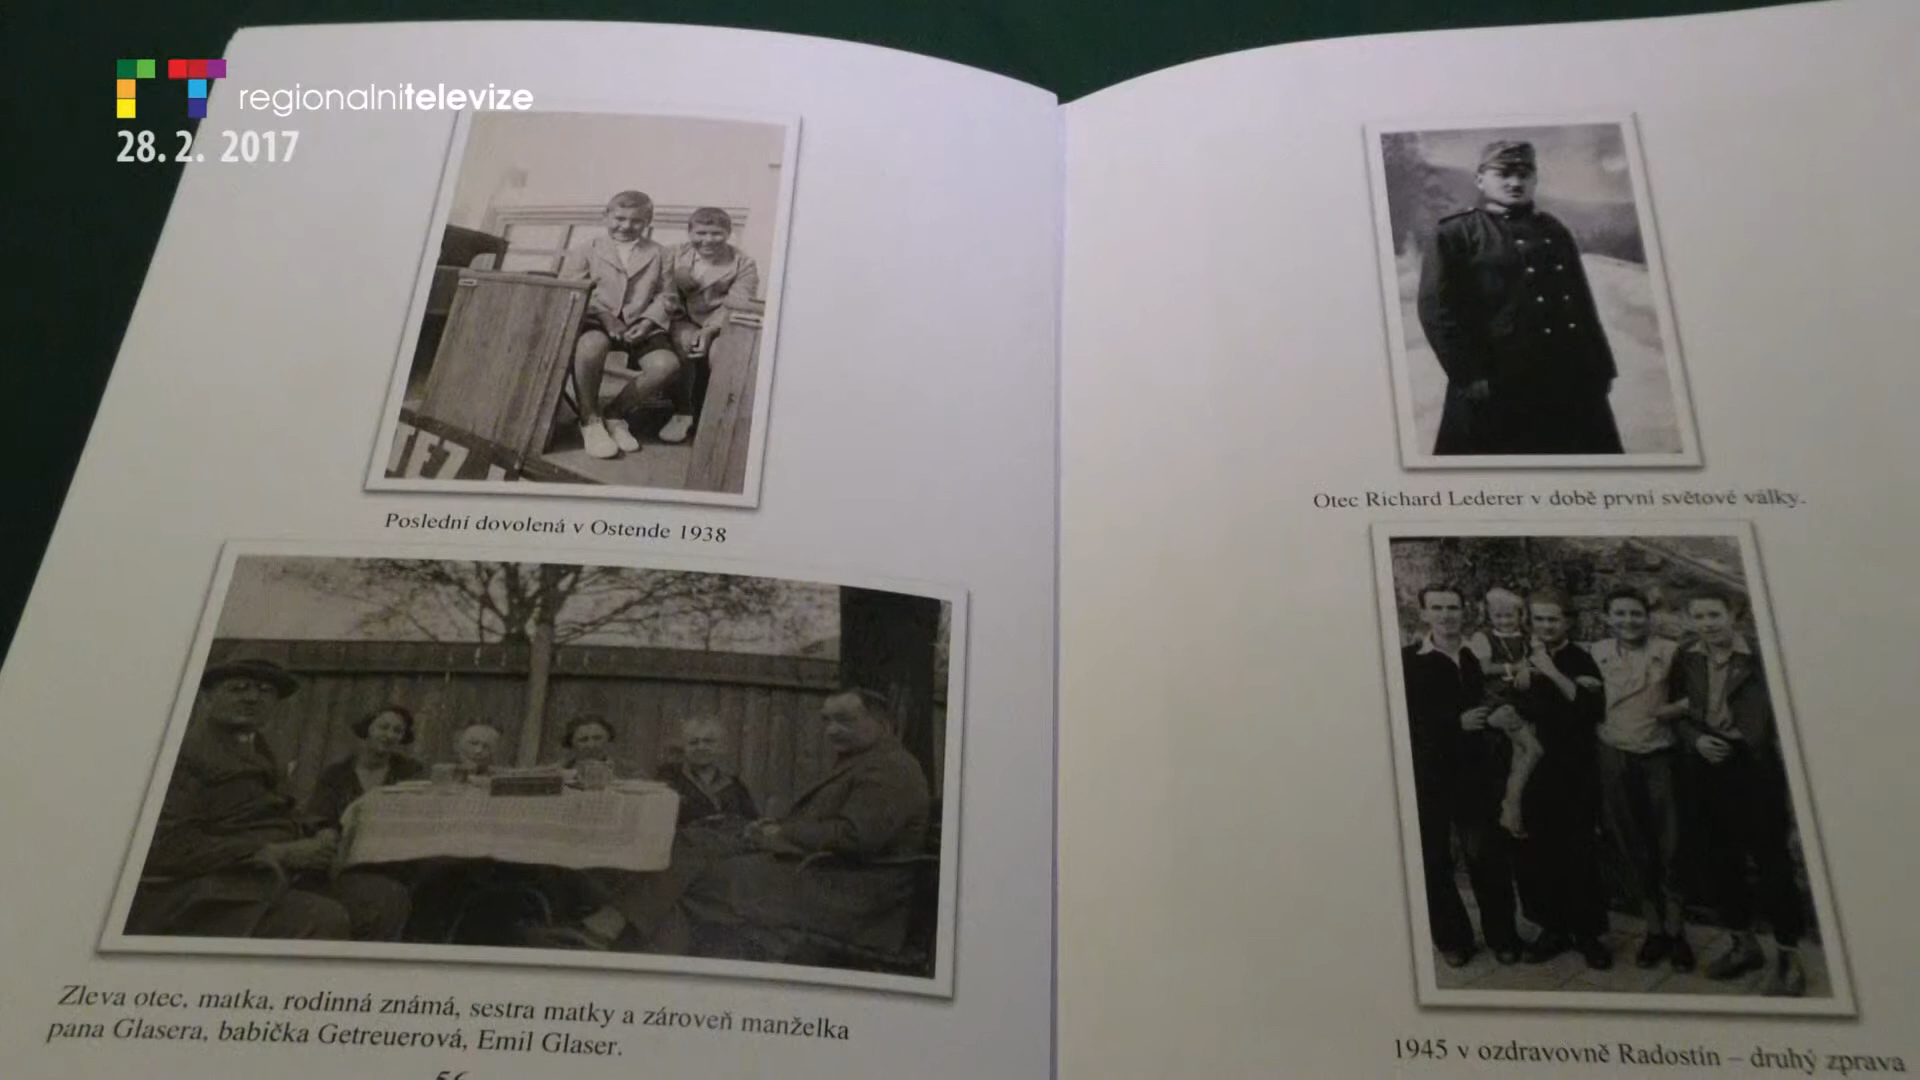 regionalnitelevize
28. 2. 2017
Poslední dovolená v Ostende 1938
Zleva otec, matka, rodinná známá, sestra matky a zároveň manželka
pana Glasera, babička Getreuerová, Emil Glaser.
Otec Richard Lederer v době první světové války.
1945 v ozdravovně Radostín – druhý zprava